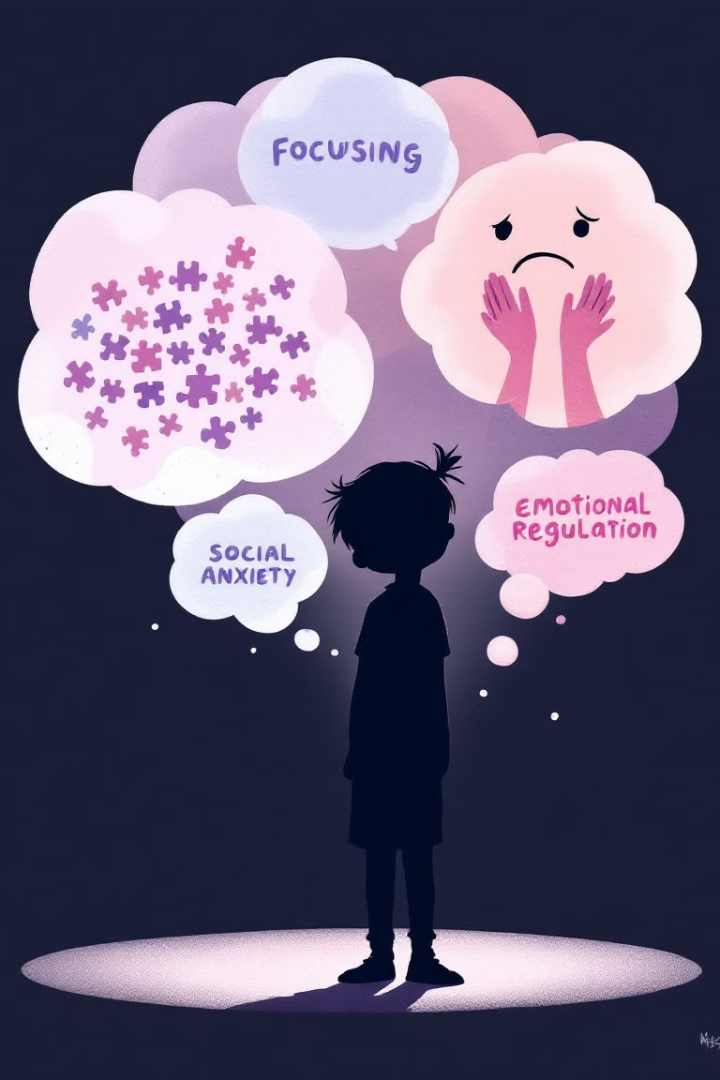 FOCUSING
SOCIAL
ANXIETY
EMOTIONAL
RegULATION